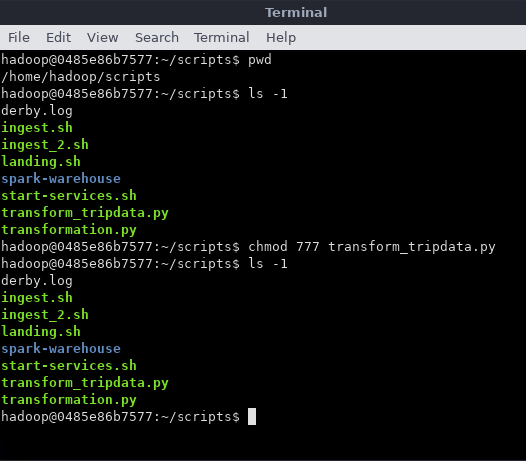 Terminal
File Edit View Search Terminal Help
hadoop@0485e86b7577:~/scripts$ pwd
/home/hadoop/scripts
hadoop@0485e86b7577:~/scripts$ ls -1
derby.log
ingest.sh
ingest_2.sh
landing.sh
spark-warehouse
start-services.sh
transform_tripdata.py
transformation.py
hadoop@0485e86b7577:~/scripts$ chmod 777 transform_tripdata.py
hadoop@0485e86b7577:~/scripts$ ls -1
derby.log
ingest.sh
ingest_2.sh
landing.sh
spark-warehouse
start-services.sh
transform_tripdata.py
transformation.py
hadoop@0485e86b7577:~/scripts$